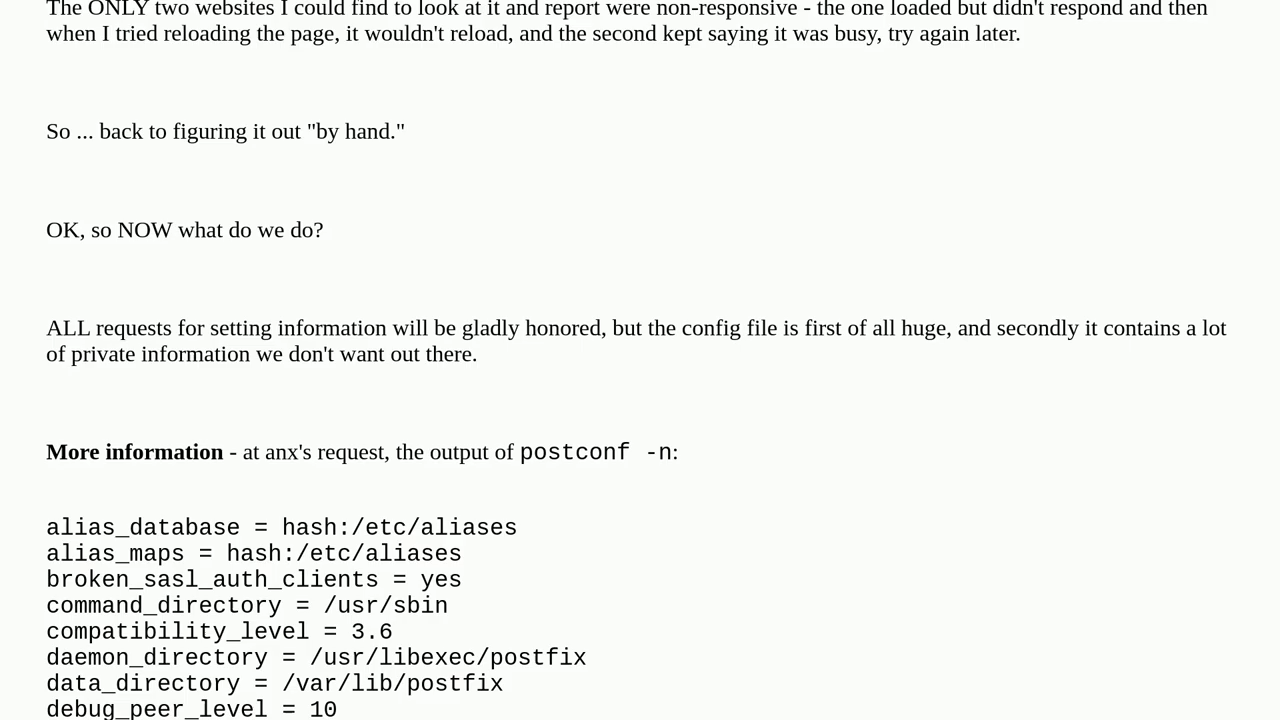 The ONLY two websites I could find to look at it and report were non-responsive - the one loaded but didn't respond and then
when I tried reloading the page, it wouldn't reload, and the second kept saying it was busy, try again later.
So ... back to figuring it out "by hand."
OK, so NOW what do we do?
ALL requests for setting information will be gladly honored, but the config file is first of all huge, and secondly it contains a lot
of private information we don't want out there.
More information - at anx's request, the output of postconf -n:
alias_database = hash:/etc/aliases
alias_maps = hash:/etc/aliases
broken_sasl_auth_clients = yes
command_directory = /usr/sbin
compatibility_level = 3.6
daemon_directory = /usr/libexec/postfix
data_directory = /var/lib/postfix
debug_peer_level = 10